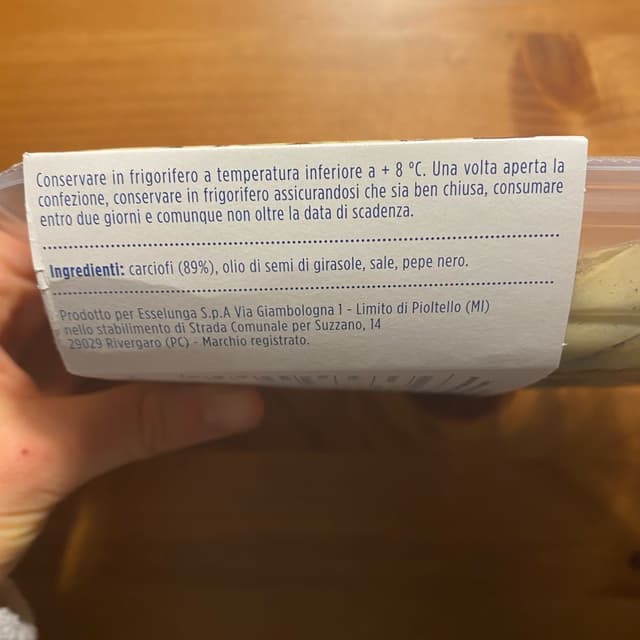 Conservare in frigorifero a temperatura inferiore a + 8 °C. Una volta aperta la
confezione, conservare in frigorifero assicurandosi che sia ben chiusa, consumare
entro due giorni e comunque non oltre la data di scadenza.
Ingredienti: carciofi (89%), olio di semi di girasole, sale, pepe nero.
Prodotto per Esselunga S.p.A Via Giambologna 1 - Limito di Pioltello (MI)
nello stabilimento di Strada Comunale per Suzzano, 14
29029 Rivergaro (PC) - Marchio registrato.